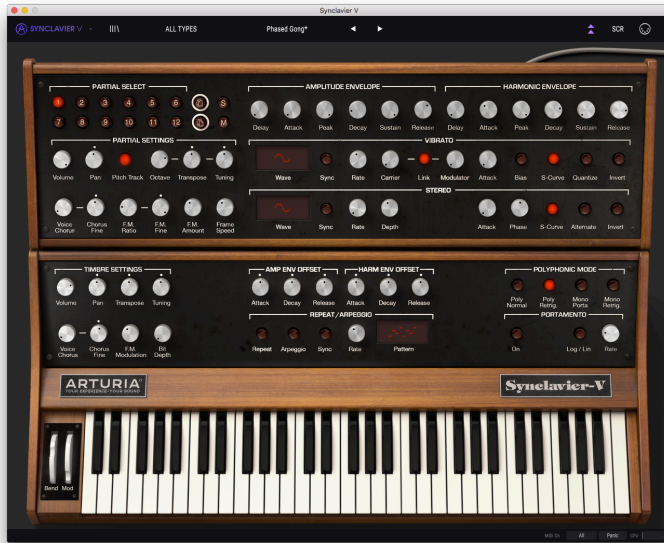 Synclavier V
SYNCLAVIER V
ALL TYPES
Phased Gong*
SCR
PARTIAL SELECT
1 2 3 4 5 6 S
7 8 9 10 11 12 M
AMPLITUDE ENVELOPE
Delay Attack Peak Decay Sustain Release
HARMONIC ENVELOPE
Delay Attack Peak Decay Sustain Release
PARTIAL SETTINGS
Volume Pan Pitch Track Octave Transpose Tuning
Voice Chorus
Chorus Fine
F.M. Ratio
F.M. Fine
F.M. Amount
Frame Speed
VIBRATO
Wave Sync Rate Carrier Link Modulator Attack Bias S-Curve Quantize Invert
STEREO
Wave Sync Rate Depth Attack Phase S-Curve Alternate Invert
TIMBRE SETTINGS
Volume Pan Transpose Tuning
Voice Chorus
Chorus Fine
F.M. Modulation
Bit Depth
AMP ENV OFFSET
Attack Decay Release
HARM ENV OFFSET
Attack Decay Release
REPEAT/ARPEGGIO
Repeat Arpeggio Sync Rate Pattern
POLYPHONIC MODE
Poly Normal
Poly Retrig.
Mono Porta
Mono Retrig.
PORTAMENTO
On Log / Lin Rate
ARTURIA
YOUR EXPERIENCE • YOUR SOUND
Synclavier-V
Bend Mod
MIDI Ch. All Panic CPU